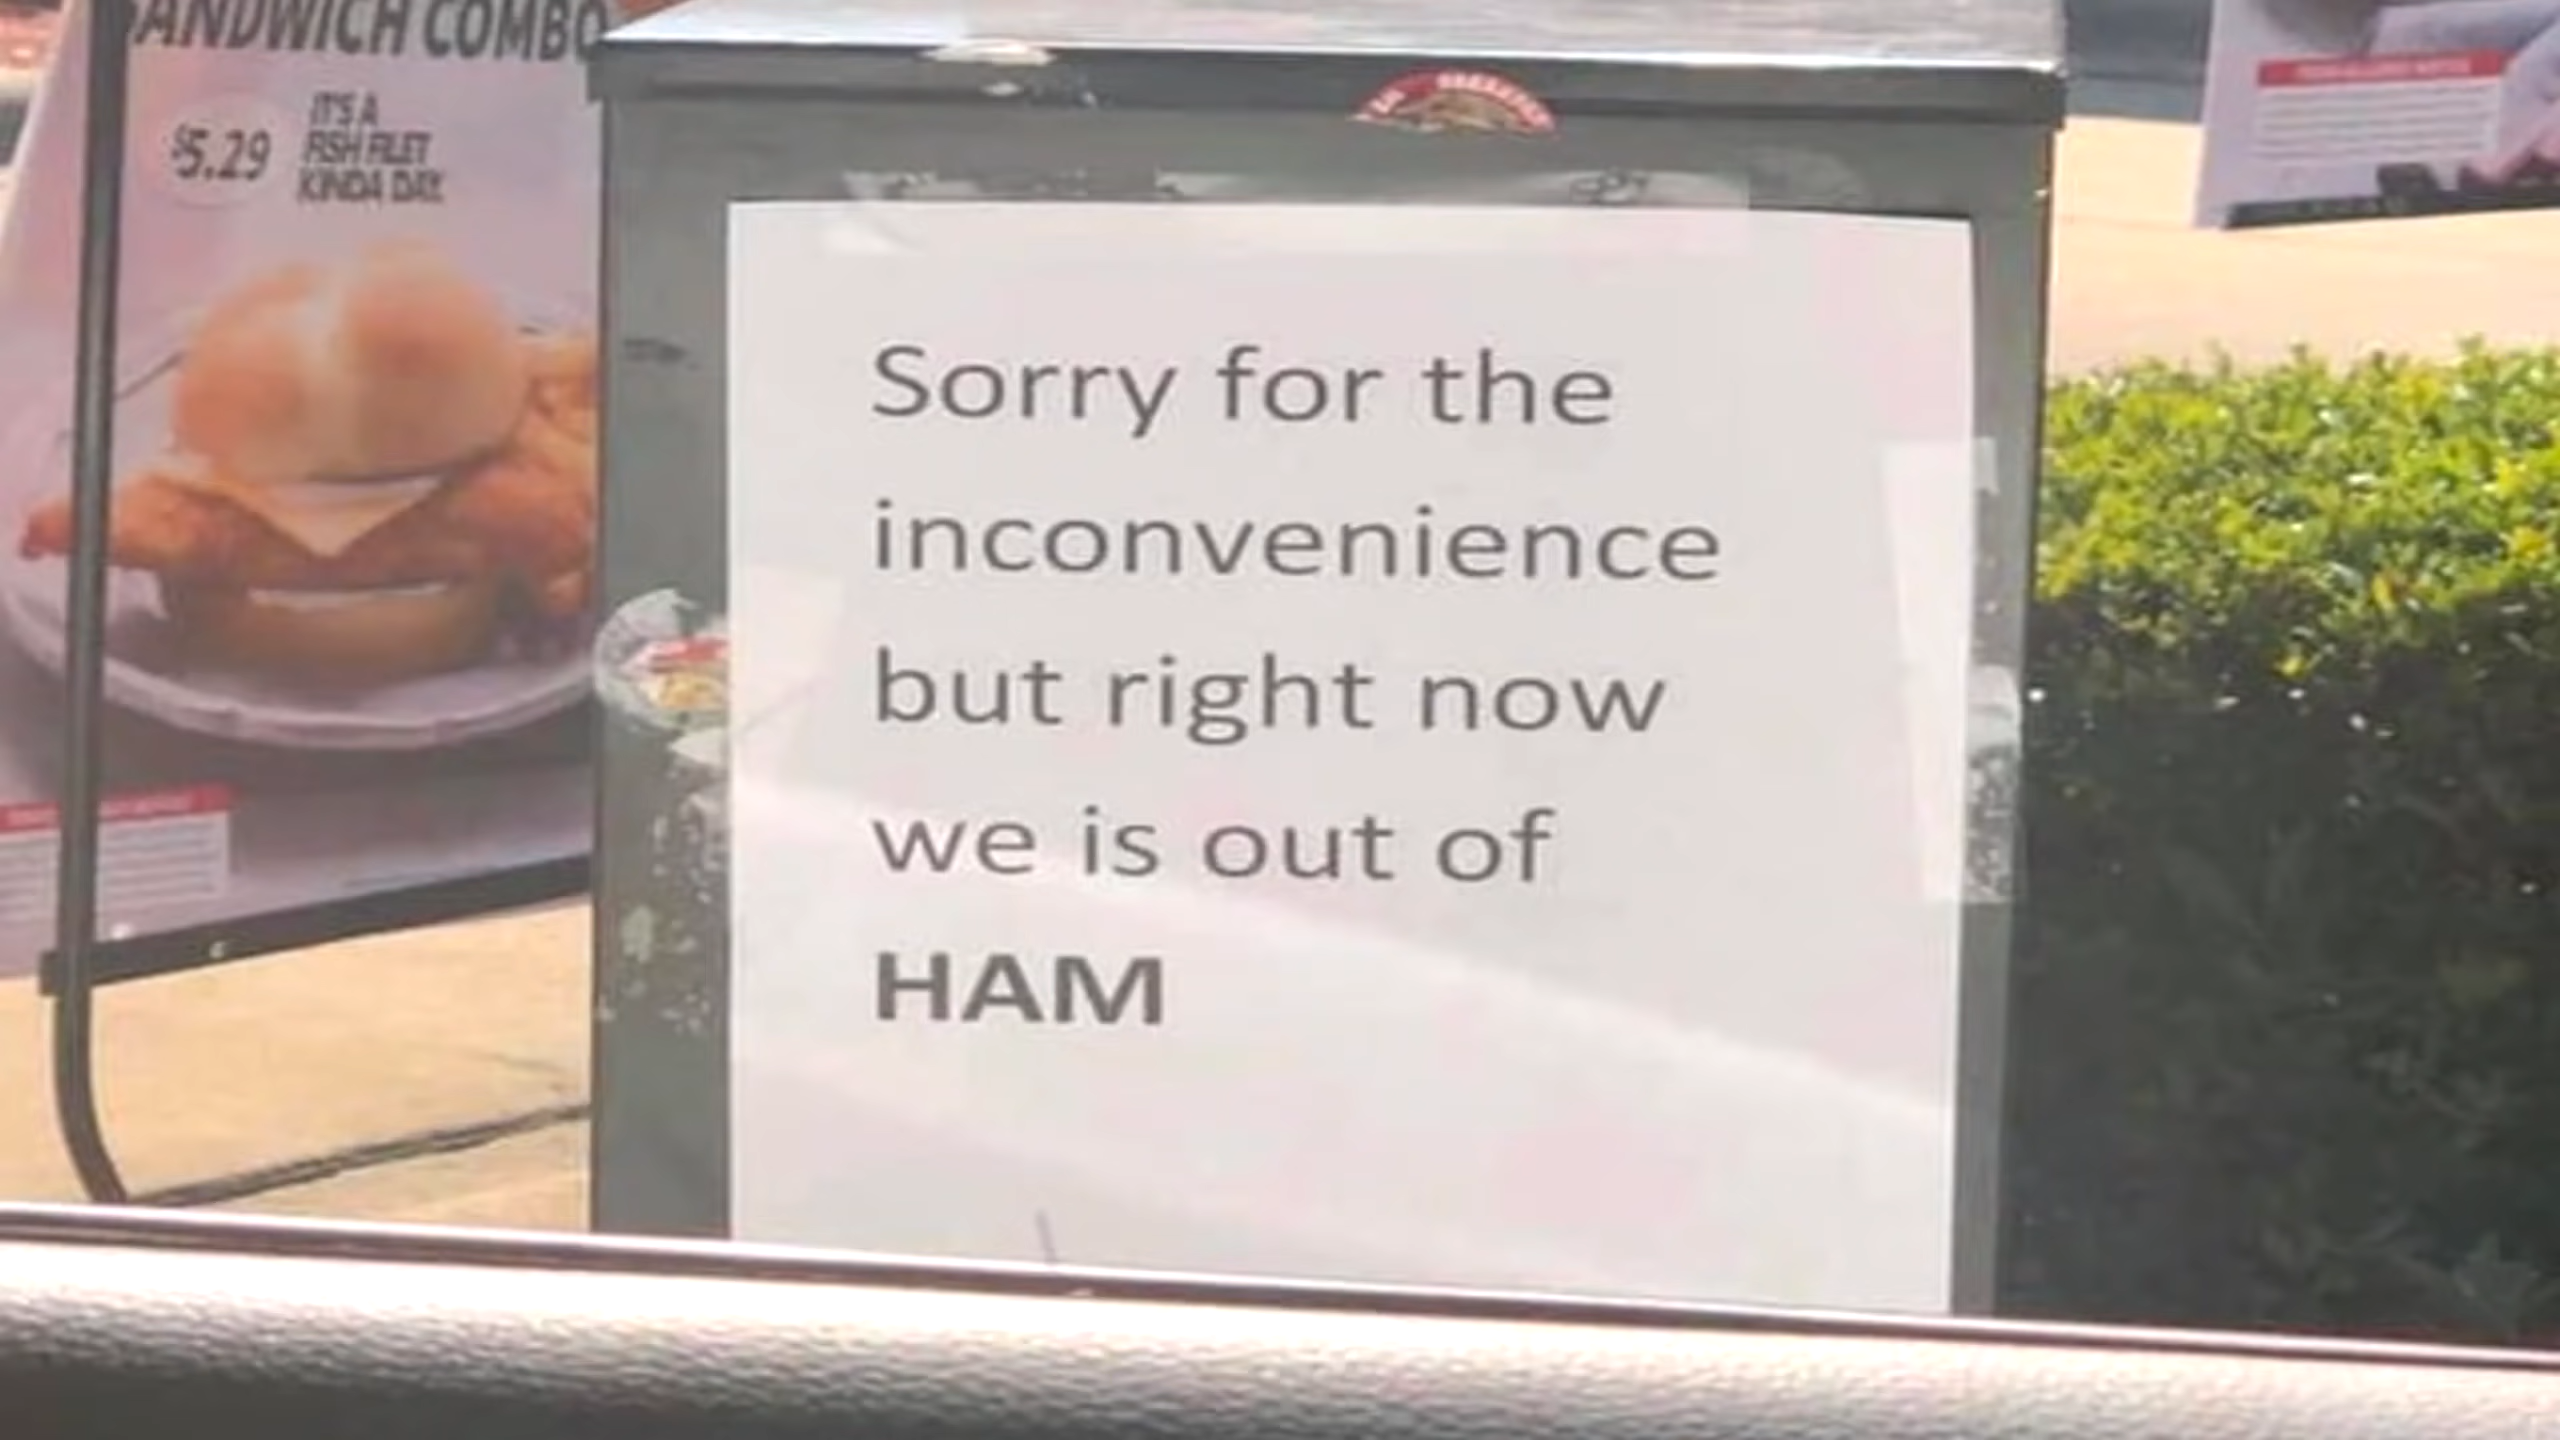 SANDWICH COMBO
$5.29
IT'S A
FISH FILET
KINDA DAY.
Sorry for the
inconvenience
but right now
we is out of
HAM